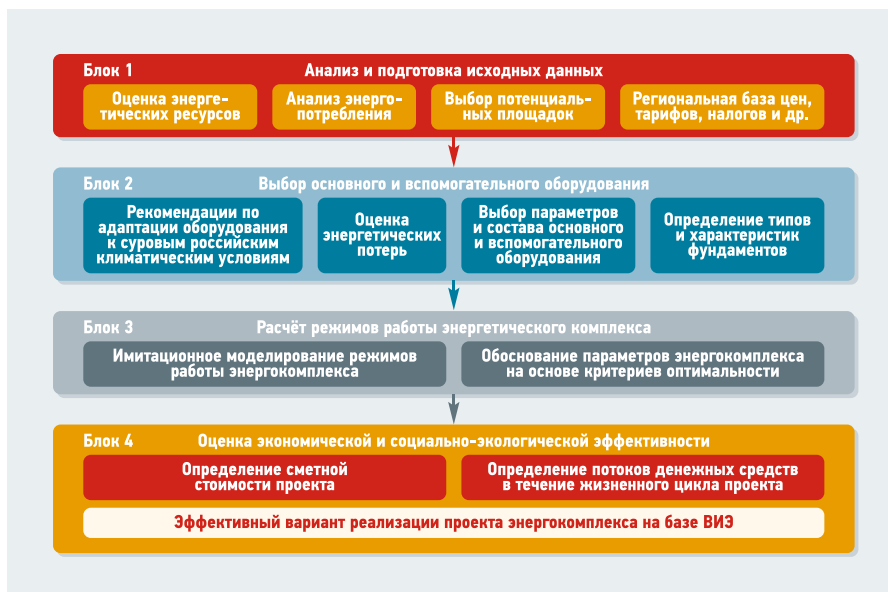 Блок 1 Анализ и подготовка исходных данных
Оценка энерге-
тических ресурсов
Анализ энерго-
потребления
Выбор потенциаль-
ных площадок
Региональная база цен,
тарифов, налогов и др.
Блок 2 Выбор основного и вспомогательного оборудования
Рекомендации по
адаптации оборудования
к суровым российским
климатическим условиям
Оценка
энергетических
потерь
Выбор параметров
и состава основного
и вспомогательного
оборудования
Определение типов
и характеристик
фундаментов
Блок 3 Расчёт режимов работы энергетического комплекса
Имитационное моделирование режимов
работы энергокомплекса
Обоснование параметров энергокомплекса
на основе критериев оптимальности
Блок 4 Оценка экономической и социально-экологической эффективности
Определение сметной
стоимости проекта
Определение потоков денежных средств
в течение жизненного цикла проекта
Эффективный вариант реализации проекта энергокомплекса на базе ВИЭ